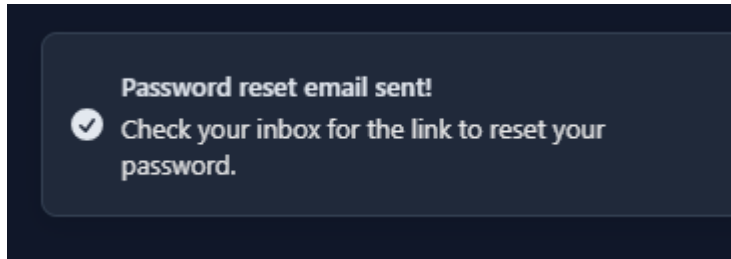 Password reset email sent!
Check your inbox for the link to reset your
password.